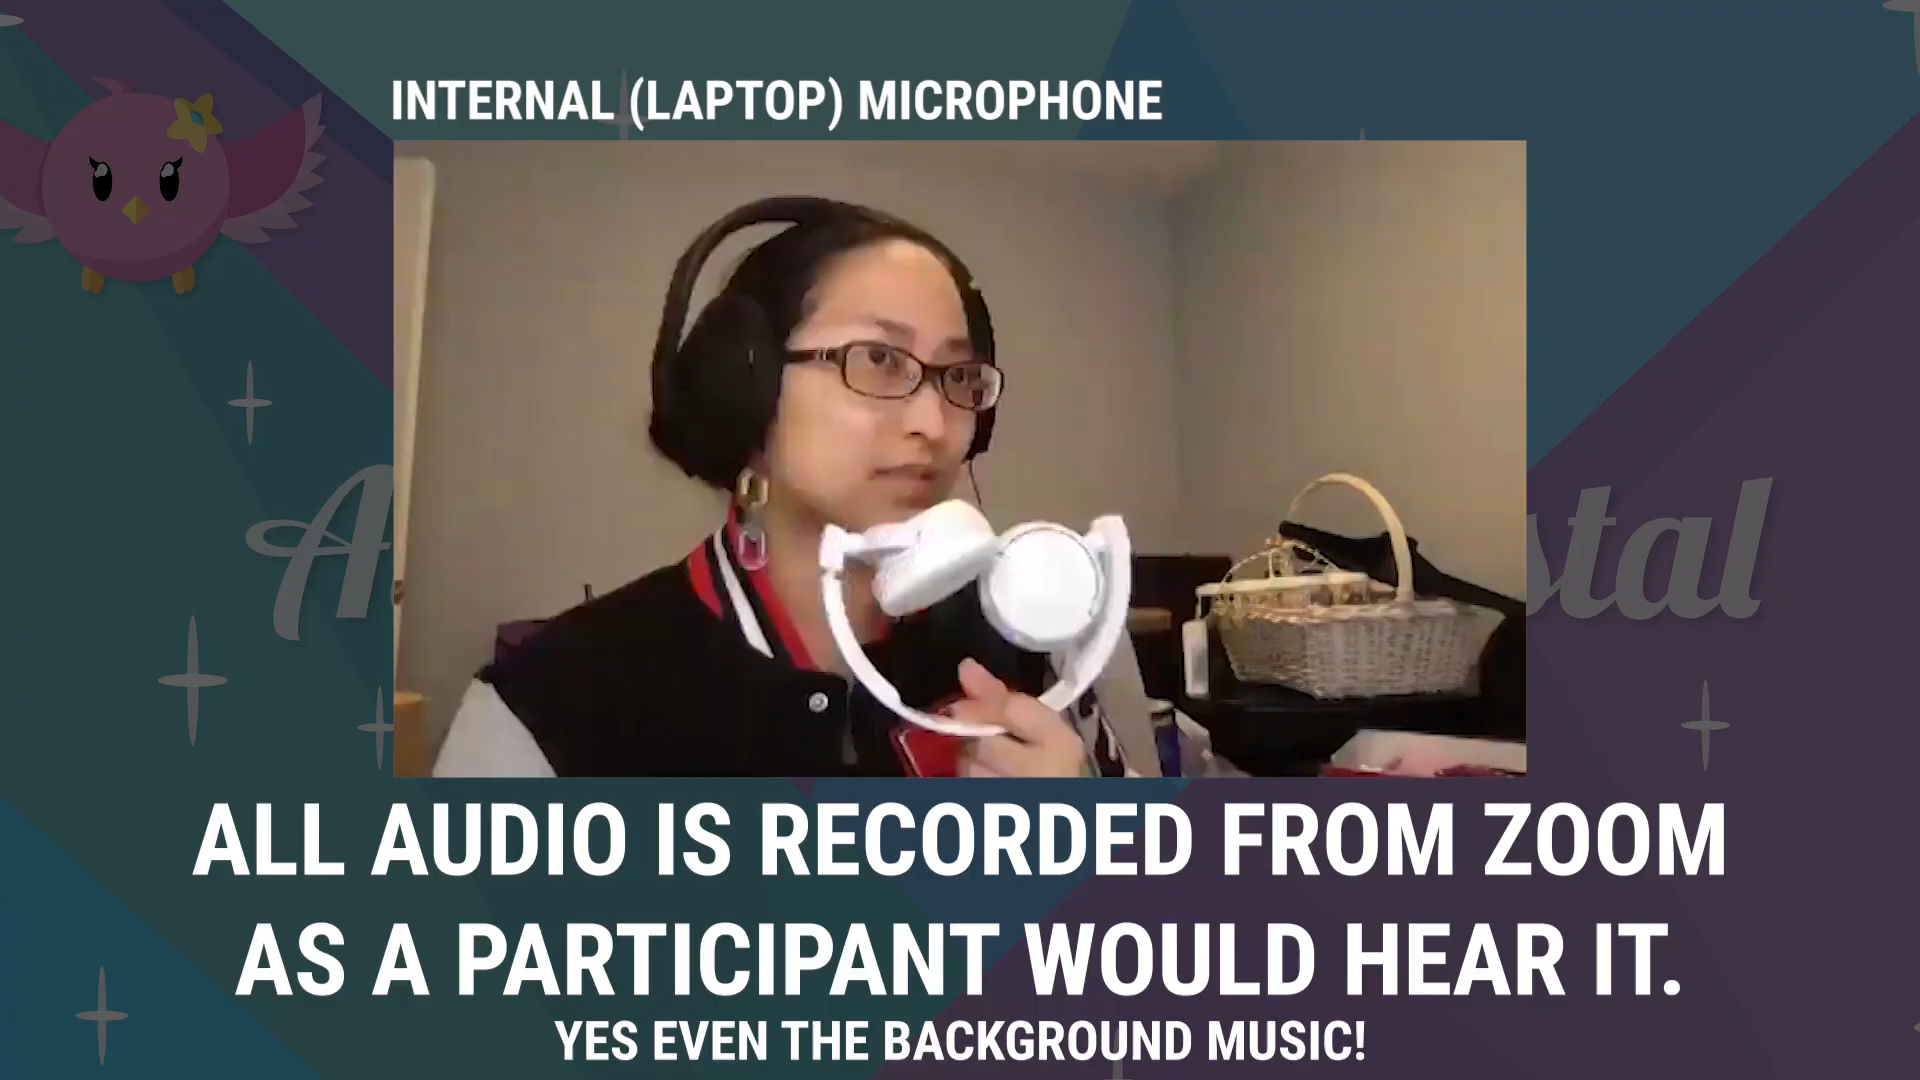 INTERNAL (LAPTOP) MICROPHONE
stal
ALL AUDIO IS RECORDED FROM ZOOM
AS A PARTICIPANT WOULD HEAR IT.
YES EVEN THE BACKGROUND MUSIC!